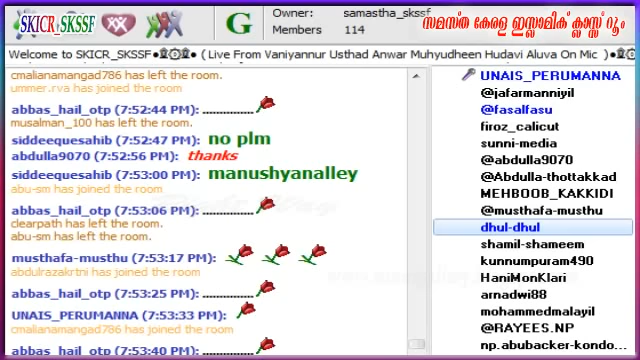 SKICR_SKSSF
G
Owner: samastha_skssf
Members 114
സമസ്ത കേരള ഇസ്ലാമിക് ക്ലാസ്സ് റൂം
Welcome to SKICR_SKSSF ( Live From Vaniyannur Usthad Anwar Muhyudheen Hudavi Aluva On Mic )
cmalianamangad786 has left the room.
ummer.rva has joined the room
abbas_hail_otp (7:52:44 PM): ..............
musalman_100 has left the room.
siddeequesahib (7:52:47 PM): no plm
abdulla9070 (7:52:56 PM): thanks
siddeequesahib (7:53:00 PM): manushyanalley
abu-sm has joined the room
abbas_hail_otp (7:53:06 PM): ..............
clearpath has left the room.
abu-sm has left the room.
musthafa-masthu (7:53:17 PM):
abdulrazakrtni has joined the room
abbas_hail_otp (7:53:25 PM): ..............
UNAIS_PERUMANNA (7:53:33 PM):
cmalianamangad786 has joined the room
abbas_hail_otp (7:53:40 PM): ..............
UNAIS_PERUMANNA
@jafarmanniyil
@fasalfasu
firoz_calicut
sunni-media
@abdulla9070
@Abdulla-thottakkad
MEHBOOB_KAKKIDI
@musthafa-musthu
dhul-dhul
shamil-shameem
kunnumpuram490
HaniMonKlari
arnadwi88
mohammedmalayil
@RAYEES.NP
np.abubacker-kondo...